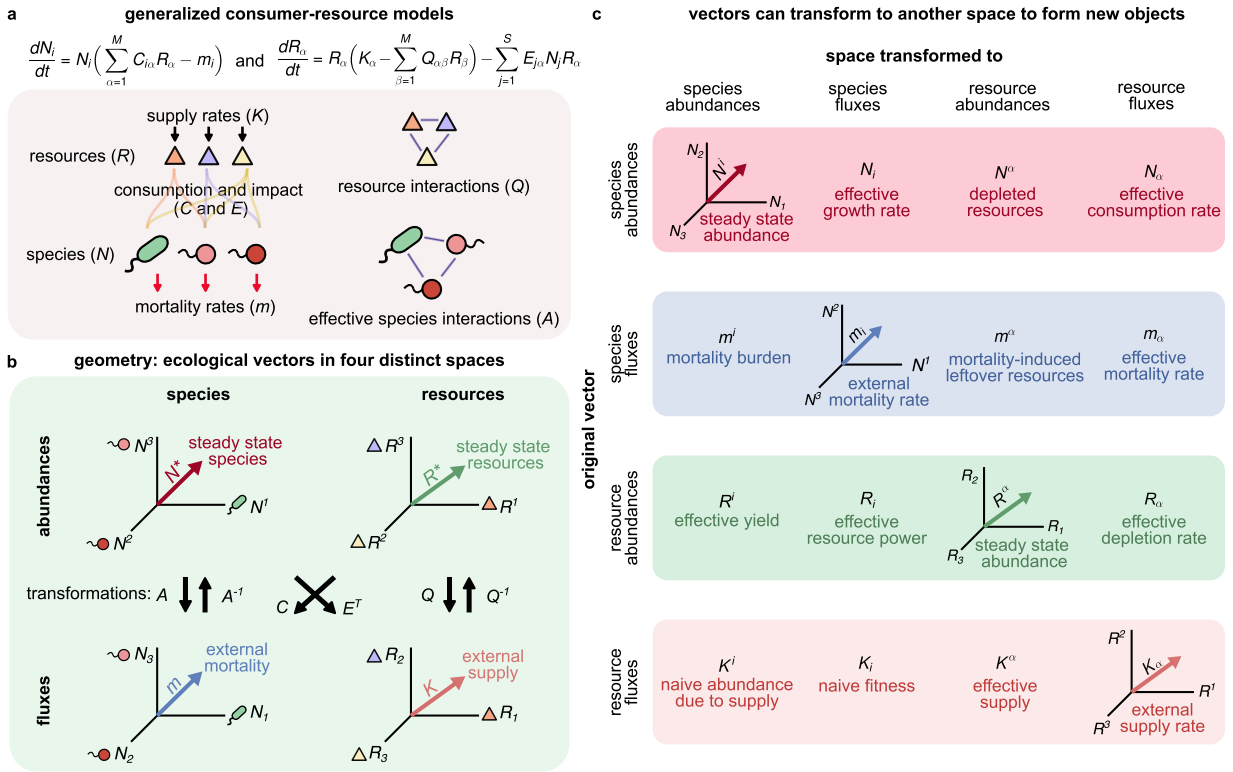 a
generalized consumer-resource models
dN_i/dt = N_i(∑_{α=1}^{M} C_{iα}R_α − m_i) and dR_α/dt = R_α(K_α − ∑_{β=1}^{M} Q_{αβ}R_β) − ∑_{j=1}^{S} E_{jα}N_jR_α
supply rates (K)
resources (R)
consumption and impact
(C and E)
species (N)
mortality rates (m)
resource interactions (Q)
effective species interactions (A)
b
geometry: ecological vectors in four distinct spaces
species
resources
abundances
N^3
N*
steady state
species
N^1
N^2
R^3
R*
steady state
resources
R^1
R^2
transformations: A
A^{-1}
C
E^T
Q
Q^{-1}
fluxes
N_3
m
external
mortality
N_1
N_2
R_2
K
external
supply
R_1
R_3
c
vectors can transform to another space to form new objects
space transformed to
species
abundances
species
fluxes
resource
abundances
resource
fluxes
original vector
species
abundances
N_2
N^i
N_1
N_3
steady state
abundance
N_i
effective
growth rate
N^α
depleted
resources
N_α
effective
consumption rate
species
fluxes
m^i
mortality burden
N^2
m_i
N^1
N^3
external
mortality rate
m^α
mortality-induced
leftover resources
m_α
effective
mortality rate
resource
abundances
R^i
effective yield
R_i
effective
resource power
R_2
R^α
R_1
R_3
steady state
abundance
R_α
effective
depletion rate
resource
fluxes
K^i
naive abundance
due to supply
K_i
naive fitness
K^α
effective
supply
R^2
K_α
R^1
R^3
external
supply rate